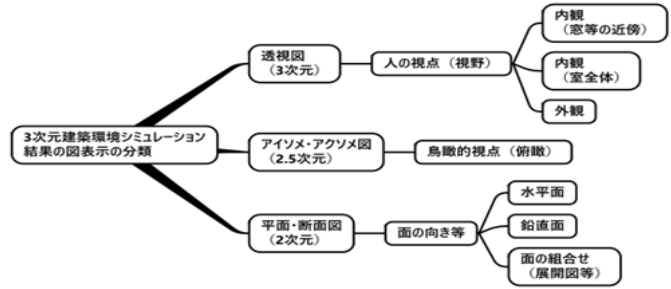 3次元建築環境シミュレーション
結果の図表示の分類
透視図
（3次元）
人の視点（視野）
内観
（窓等の近傍）
内観
（室全体）
外観
アイソメ・アクソメ図
（2.5次元）
鳥瞰的視点（俯瞰）
平面・断面図
（2次元）
面の向き等
水平面
鉛直面
面の組合せ
（展開図等）